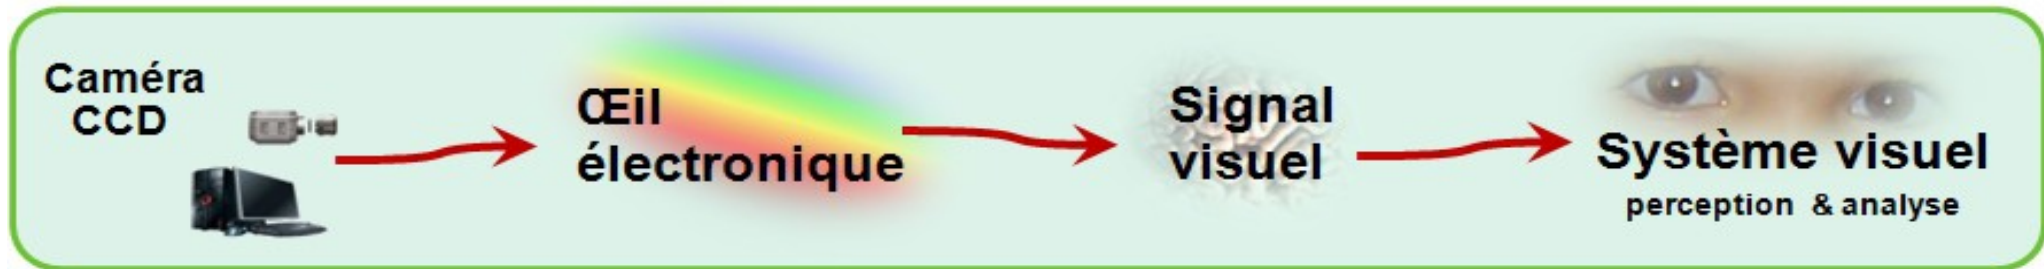 Caméra
CCD
Œil
électronique
Signal
visuel
Système visuel
perception & analyse